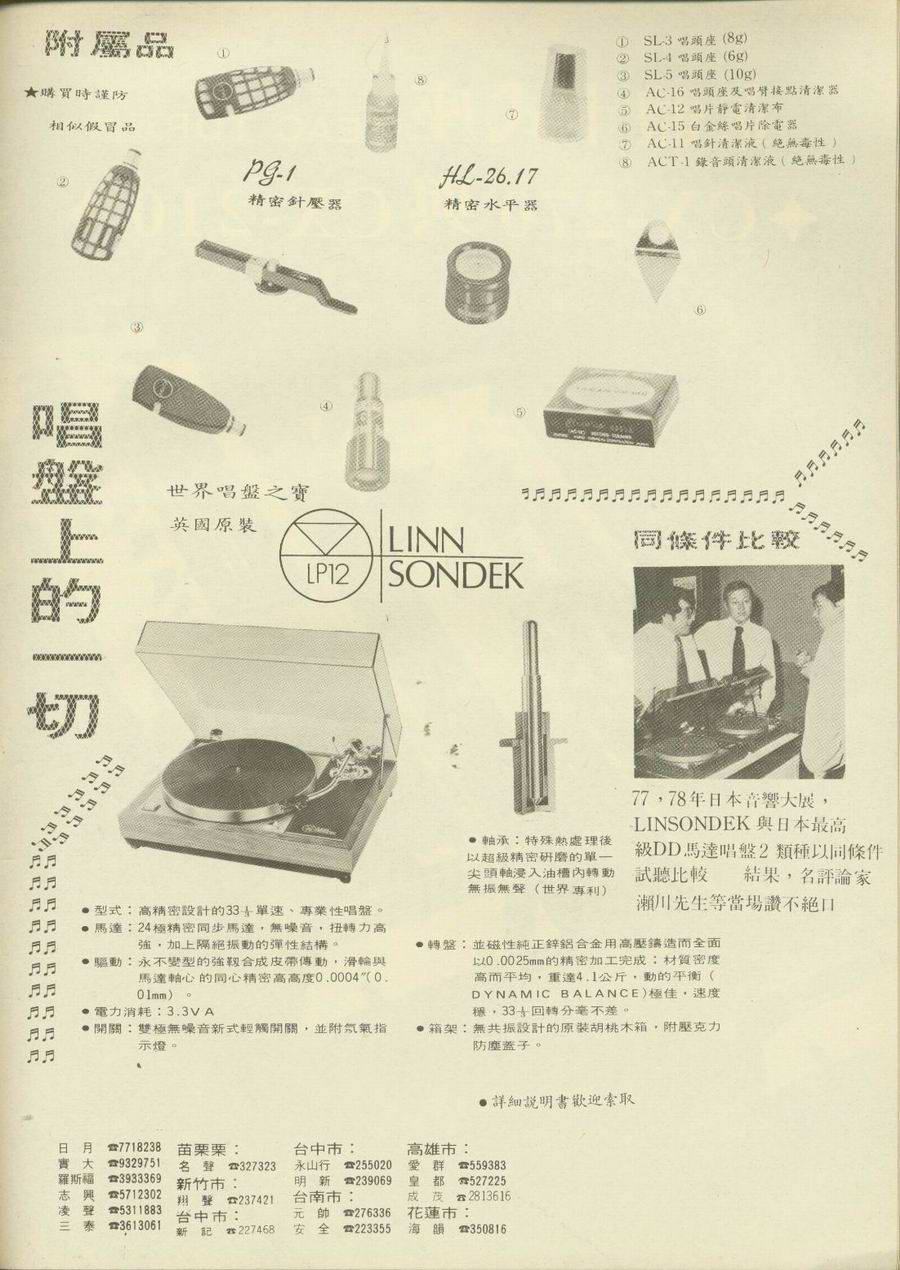 附屬品
★購買時謹防
相似假冒品
① SL-3 唱頭座 (8g)
② SL-4 唱頭座 (6g)
③ SL-5 唱頭座 (10g)
④ AC-16 唱頭座及唱臂接點清潔器
⑤ AC-12 唱片靜電清潔布
⑥ AC-15 白金絲唱片除電器
⑦ AC-11 唱針清潔液(絕無毒性)
⑧ ACT-1 錄音頭清潔液(絕無毒性)
①
⑧
⑦
②
PG-1
精密針壓器
HL-26.17
精密水平器
③
⑥
④
⑤
唱盤上的一切
世界唱盤之寶
英國原裝
LP12
LINN
SONDEK
同條件比較
77,78年日本音響大展,
LINSONDEK 與日本最高
級DD馬達唱盤2類種以同條件
試聽比較 結果,名評論家
瀨川先生等當場讚不絕口
●軸承:特殊熱處理後
以超級精密研磨的單一
尖頭軸浸入油槽內轉動
無振無聲(世界專利)
●型式:高精密設計的33⅓單速、專業性唱盤。
●馬達:24極精密同步馬達,無噪音,扭轉力高
強,加上隔絕振動的彈性結構。
●驅動:永不變型的強靱合成皮帶傳動,滑輪與
馬達軸心的同心精密高高度0.0004″(0.
01mm)。
●電力消耗:3.3VA
●開關:雙極無噪音新式輕觸開關,並附氖氣指
示燈。
●轉盤:並磁性純正鋅鋁合金用高壓鑄造而全面
以0.0025mm的精密加工完成:材質密度
高而平均,重達4.1公斤,動的平衡(
DYNAMIC BALANCE)極佳,速度
穩,33⅓回轉分毫不差。
●箱架:無共振設計的原裝胡桃木箱,附壓克力
防塵蓋子。
●詳細説明書歡迎索取
日月 ☎7718238
寶大 ☎9329751
羅斯福 ☎3933369
志興 ☎5712302
凌聲 ☎5311883
三泰 ☎3613061
苗栗栗:
名聲 ☎327323
新竹市:
翔聲 ☎237421
台中市:
新記 ☎227468
台中市:
永山行 ☎255020
明新 ☎239069
台南市:
元帥 ☎276336
安全 ☎223355
高雄市:
愛群 ☎559383
皇都 ☎527225
成茂 ☎2813616
花蓮市:
海韻 ☎350816